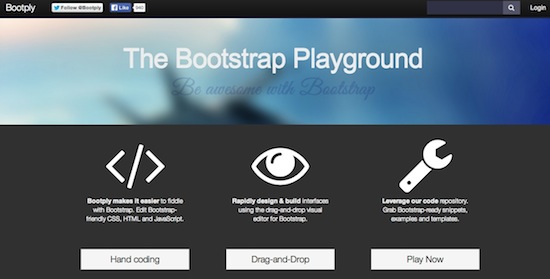 Bootply
Follow @Bootply
Like
Login
The Bootstrap Playground
Be awesome with Bootstrap
Bootply makes it easier to fiddle
with Bootstrap. Edit Bootstrap-
friendly CSS, HTML and JavaScript.
Rapidly design & build interfaces
using the drag-and-drop visual
editor for Bootstrap.
Leverage our code repository.
Grab Bootstrap-ready snippets,
examples and templates.
Hand coding
Drag-and-Drop
Play Now